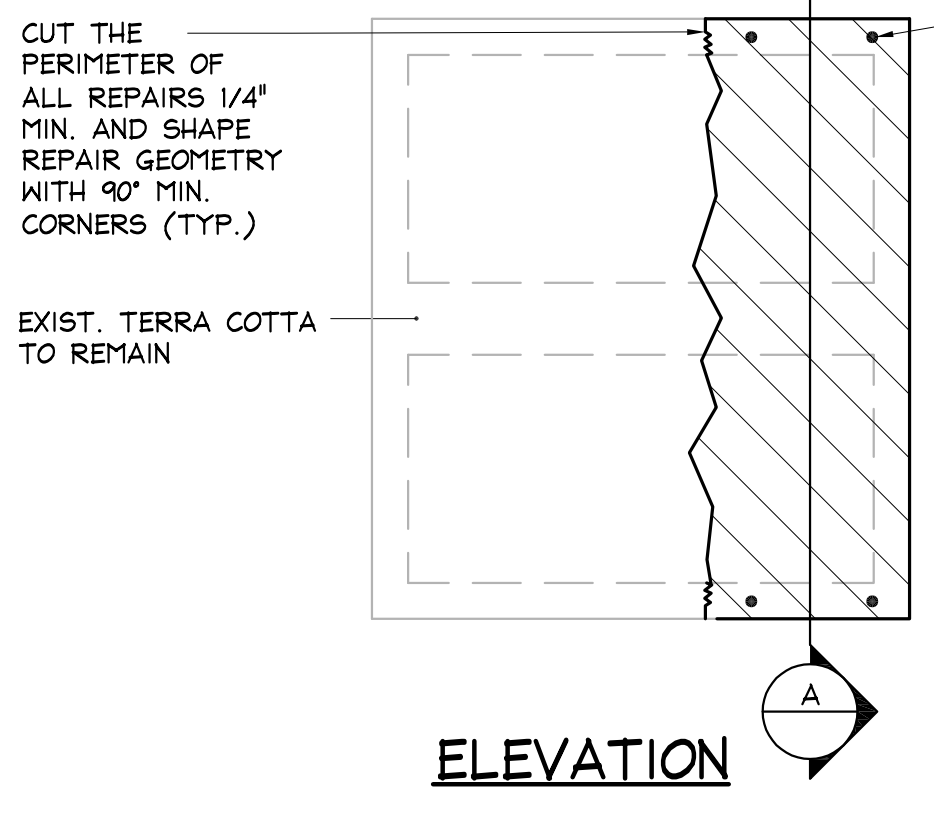 CUT THE
PERIMETER OF
ALL REPAIRS 1/4"
MIN. AND SHAPE
REPAIR GEOMETRY
WITH 90° MIN.
CORNERS (TYP.)
EXIST. TERRA COTTA
TO REMAIN
A
ELEVATION